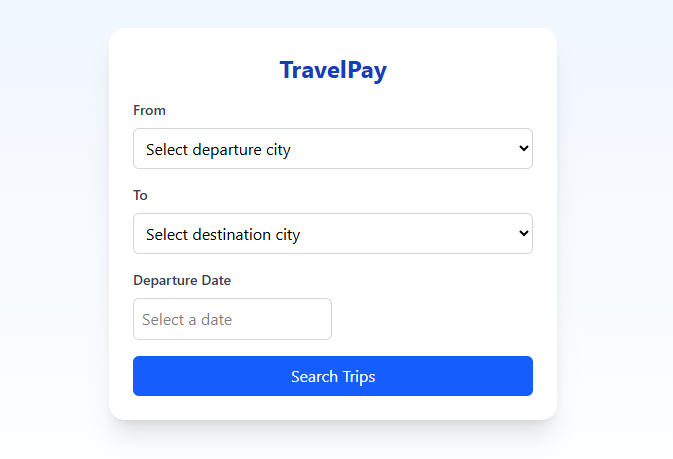 TravelPay
From
Select departure city
To
Select destination city
Departure Date
Select a date
Search Trips